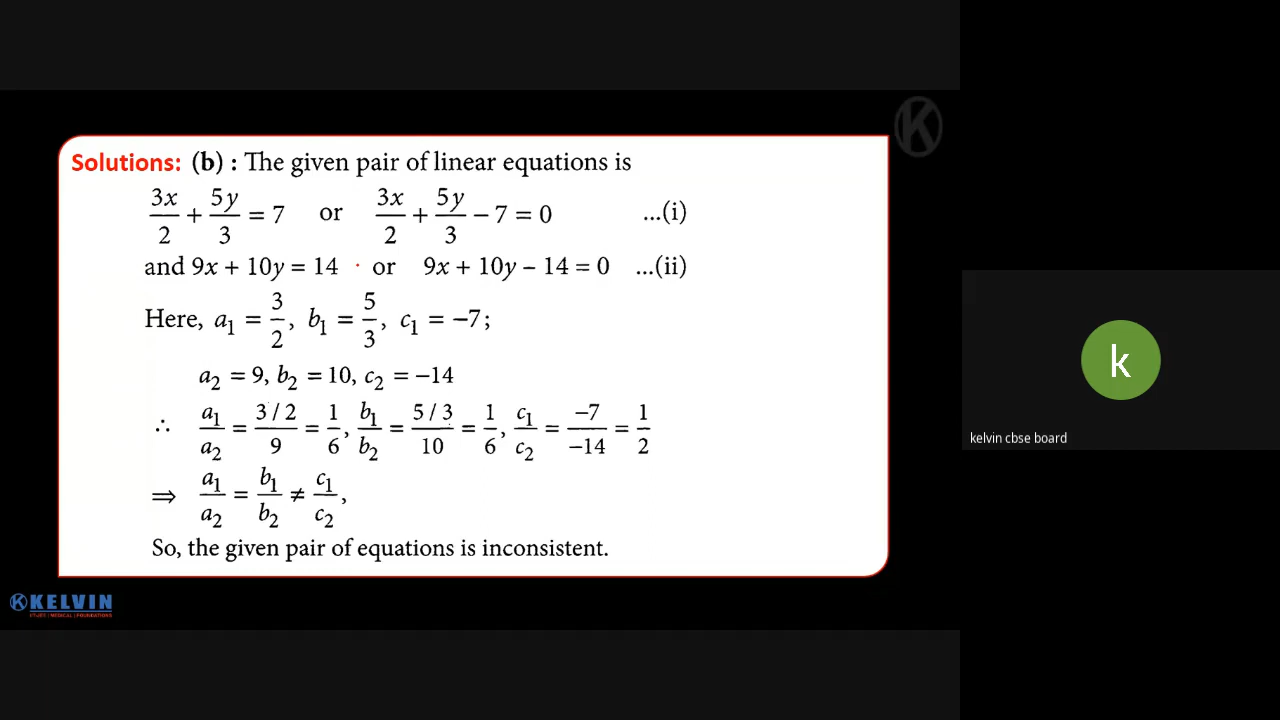 Solutions: (b) : The given pair of linear equations is
3x/2 + 5y/3 = 7 or 3x/2 + 5y/3 − 7 = 0 ...(i)
and 9x + 10y = 14 or 9x + 10y − 14 = 0 ...(ii)
Here, a₁ = 3/2, b₁ = 5/3, c₁ = −7;
a₂ = 9, b₂ = 10, c₂ = −14
∴ a₁/a₂ = (3 / 2)/9 = 1/6, b₁/b₂ = (5 / 3)/10 = 1/6, c₁/c₂ = −7/−14 = 1/2
⇒ a₁/a₂ = b₁/b₂ ≠ c₁/c₂,
So, the given pair of equations is inconsistent.
KELVIN
k
kelvin cbse board